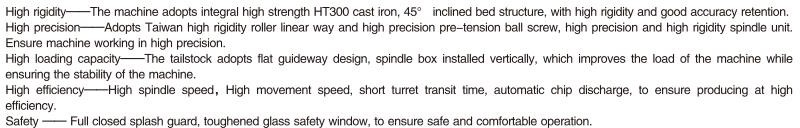 High rigidity——The machine adopts integral high strength HT300 cast iron, 45° inclined bed structure, with high rigidity and good accuracy retention.
High precision——Adopts Taiwan high rigidity roller linear way and high precision pre-tension ball screw, high precision and high rigidity spindle unit.
Ensure machine working in high precision.
High loading capacity——The tailstock adopts flat guideway design, spindle box installed vertically, which improves the load of the machine while
ensuring the stability of the machine.
High efficiency——High spindle speed, High movement speed, short turret transit time, automatic chip discharge, to ensure producing at high
efficiency.
Safety —— Full closed splash guard, toughened glass safety window, to ensure safe and comfortable operation.